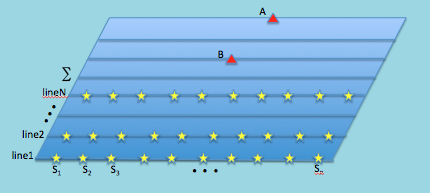 A
B
∑
lineN
line2
line1
S1 S2 S3 ... Sn